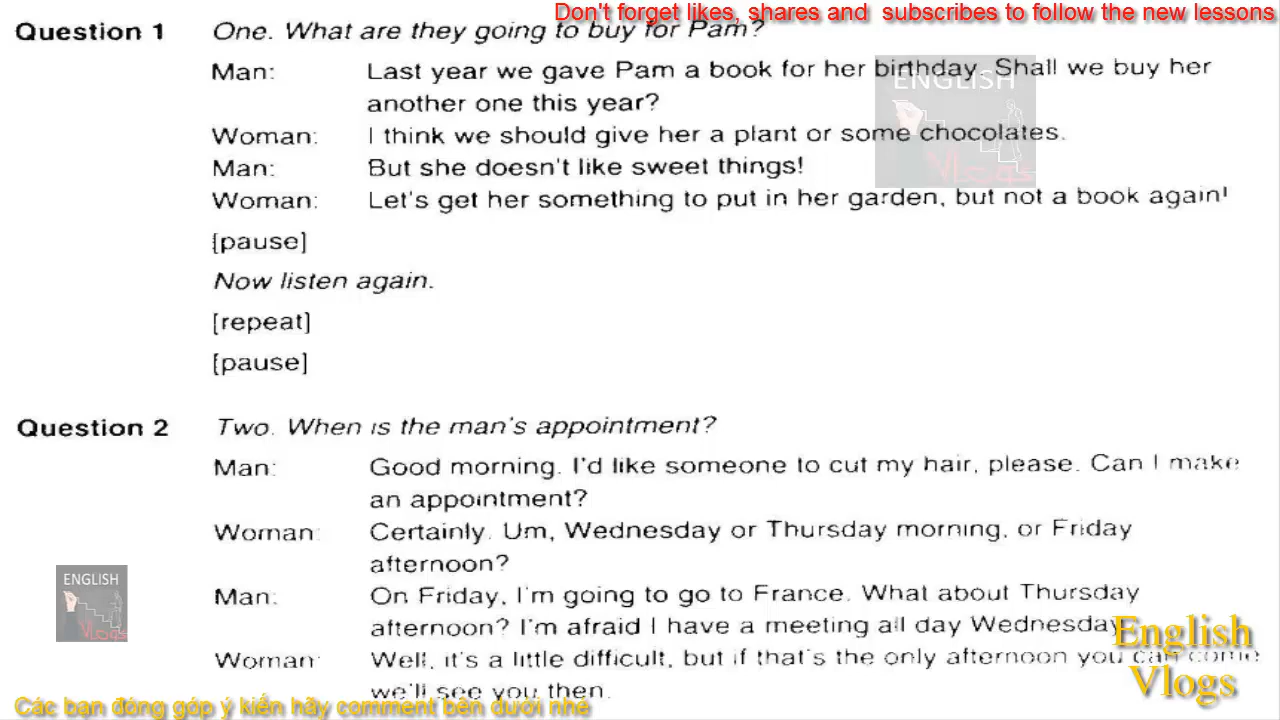 Don't forget likes, shares and subscribes to follow the new lessons
Question 1 One. What are they going to buy for Pam?
Man: Last year we gave Pam a book for her birthday. Shall we buy her
another one this year?
Woman: I think we should give her a plant or some chocolates.
Man: But she doesn't like sweet things!
Woman: Let's get her something to put in her garden, but not a book again!
[pause]
Now listen again.
[repeat]
[pause]
Question 2 Two. When is the man's appointment?
Man: Good morning. I'd like someone to cut my hair, please. Can I make
an appointment?
Woman: Certainly. Um, Wednesday or Thursday morning, or Friday
afternoon?
Man: On Friday, I'm going to go to France. What about Thursday
afternoon? I'm afraid I have a meeting all day Wednesday
Woman: Well, it's a little difficult, but if that's the only afternoon you can come
we'll see you then.
ENGLISH
Vlogs
ENGLISH
Vlogs
English
Vlogs
Các bạn đóng góp ý kiến hãy comment bên dưới nhé